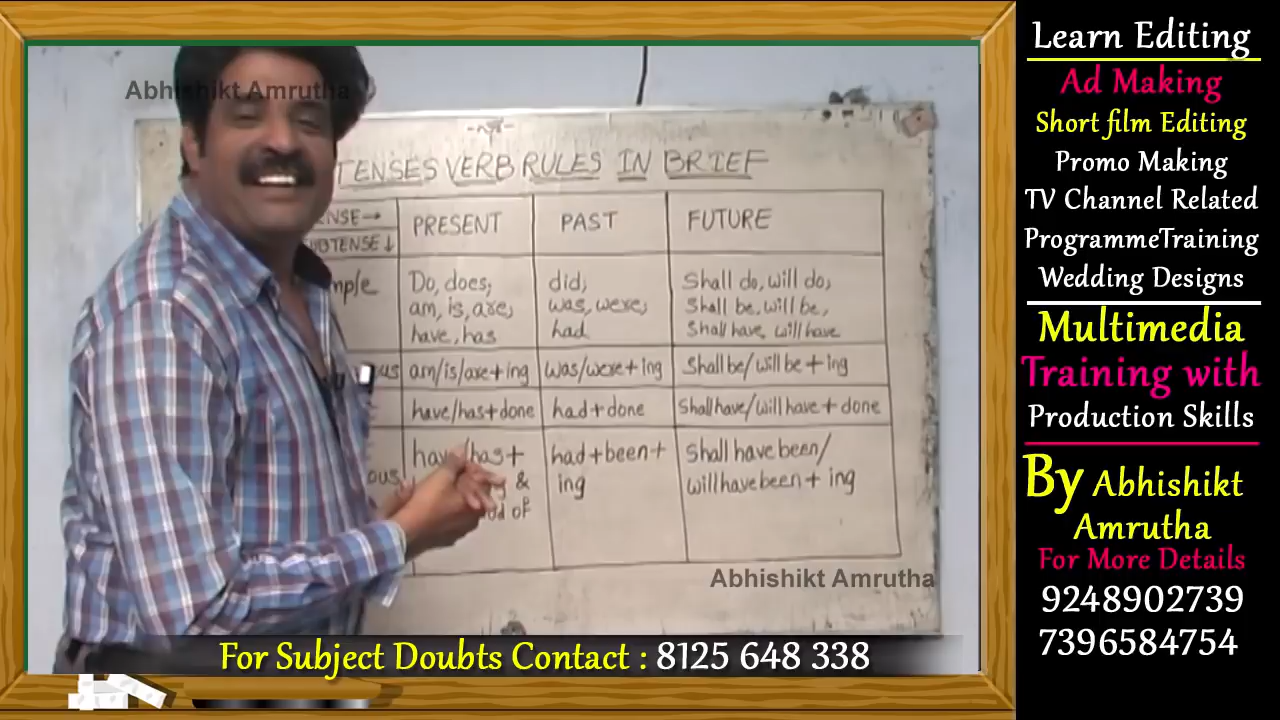 Abhishikt Amrutha
TENSES VERB RULES IN BRIEF
PRESENT PAST FUTURE
Do, does, did, Shall do, will do,
am, is, are, was, were, Shall be, will be,
have, has had Shall have, will have
am/is/are + ing was/were + ing Shall be/will be + ing
have/has + done had + done Shall have/will have + done
/has + had + been + Shall have been/
& ing will have been + ing
of
Abhishikt Amrutha
For Subject Doubts Contact : 8125 648 338
Learn Editing
Ad Making
Short film Editing
Promo Making
TV Channel Related
ProgrammeTraining
Wedding Designs
Multimedia
Training with
Production Skills
By Abhishikt
Amrutha
For More Details
9248902739
7396584754